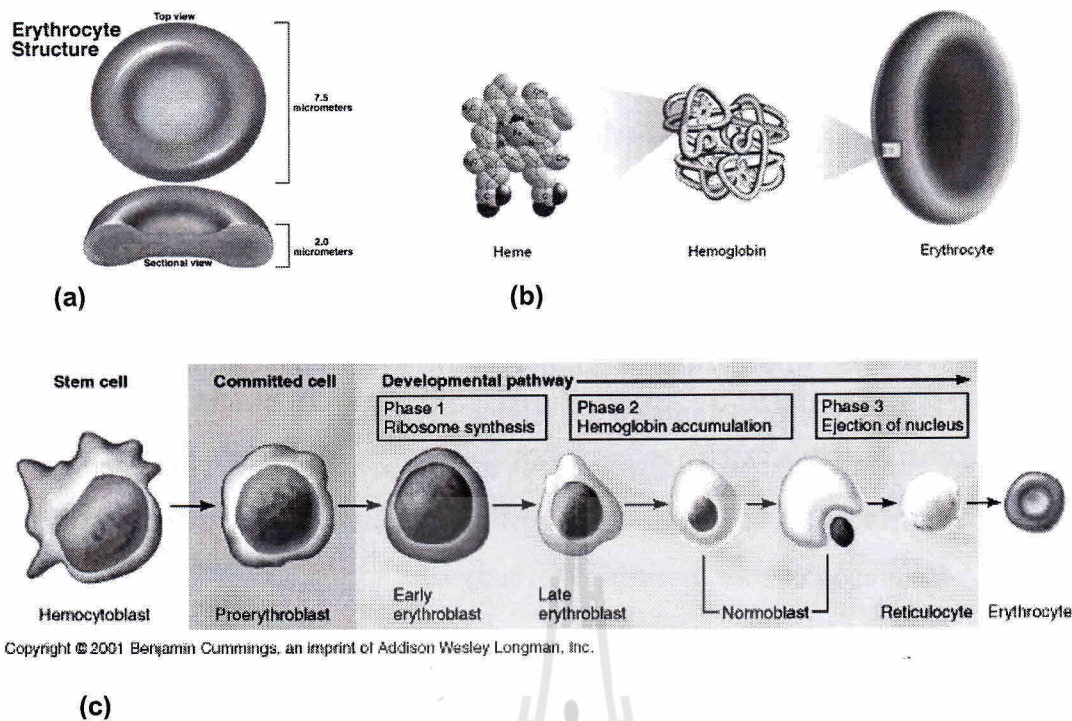 Erythrocyte
Structure
Top view
7.5
micrometers
2.0
micrometers
Sectional view
(a)
Heme
Hemoglobin
Erythrocyte
(b)
Stem cell
Committed cell
Developmental pathway
Phase 1
Ribosome synthesis
Phase 2
Hemoglobin accumulation
Phase 3
Ejection of nucleus
Hemocytoblast
Proerythroblast
Early
erythroblast
Late
erythroblast
Normoblast
Reticulocyte
Erythrocyte
Copyright © 2001 Benjamin Cummings, an imprint of Addison Wesley Longman, Inc.
(c)